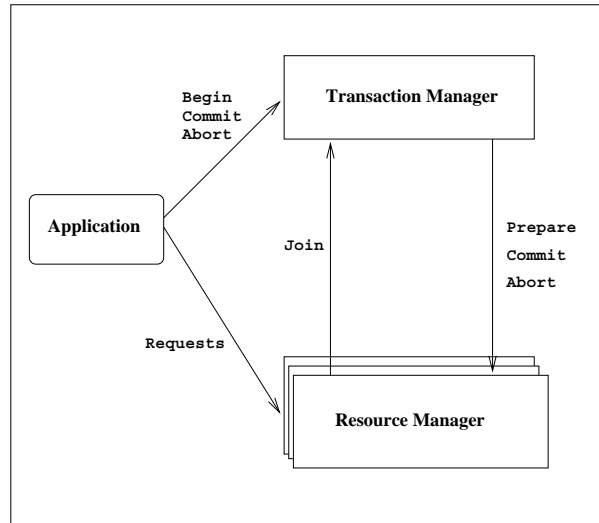 Transaction Manager
Begin
Commit
Abort
Application
Join
Prepare
Commit
Abort
Requests
Resource Manager